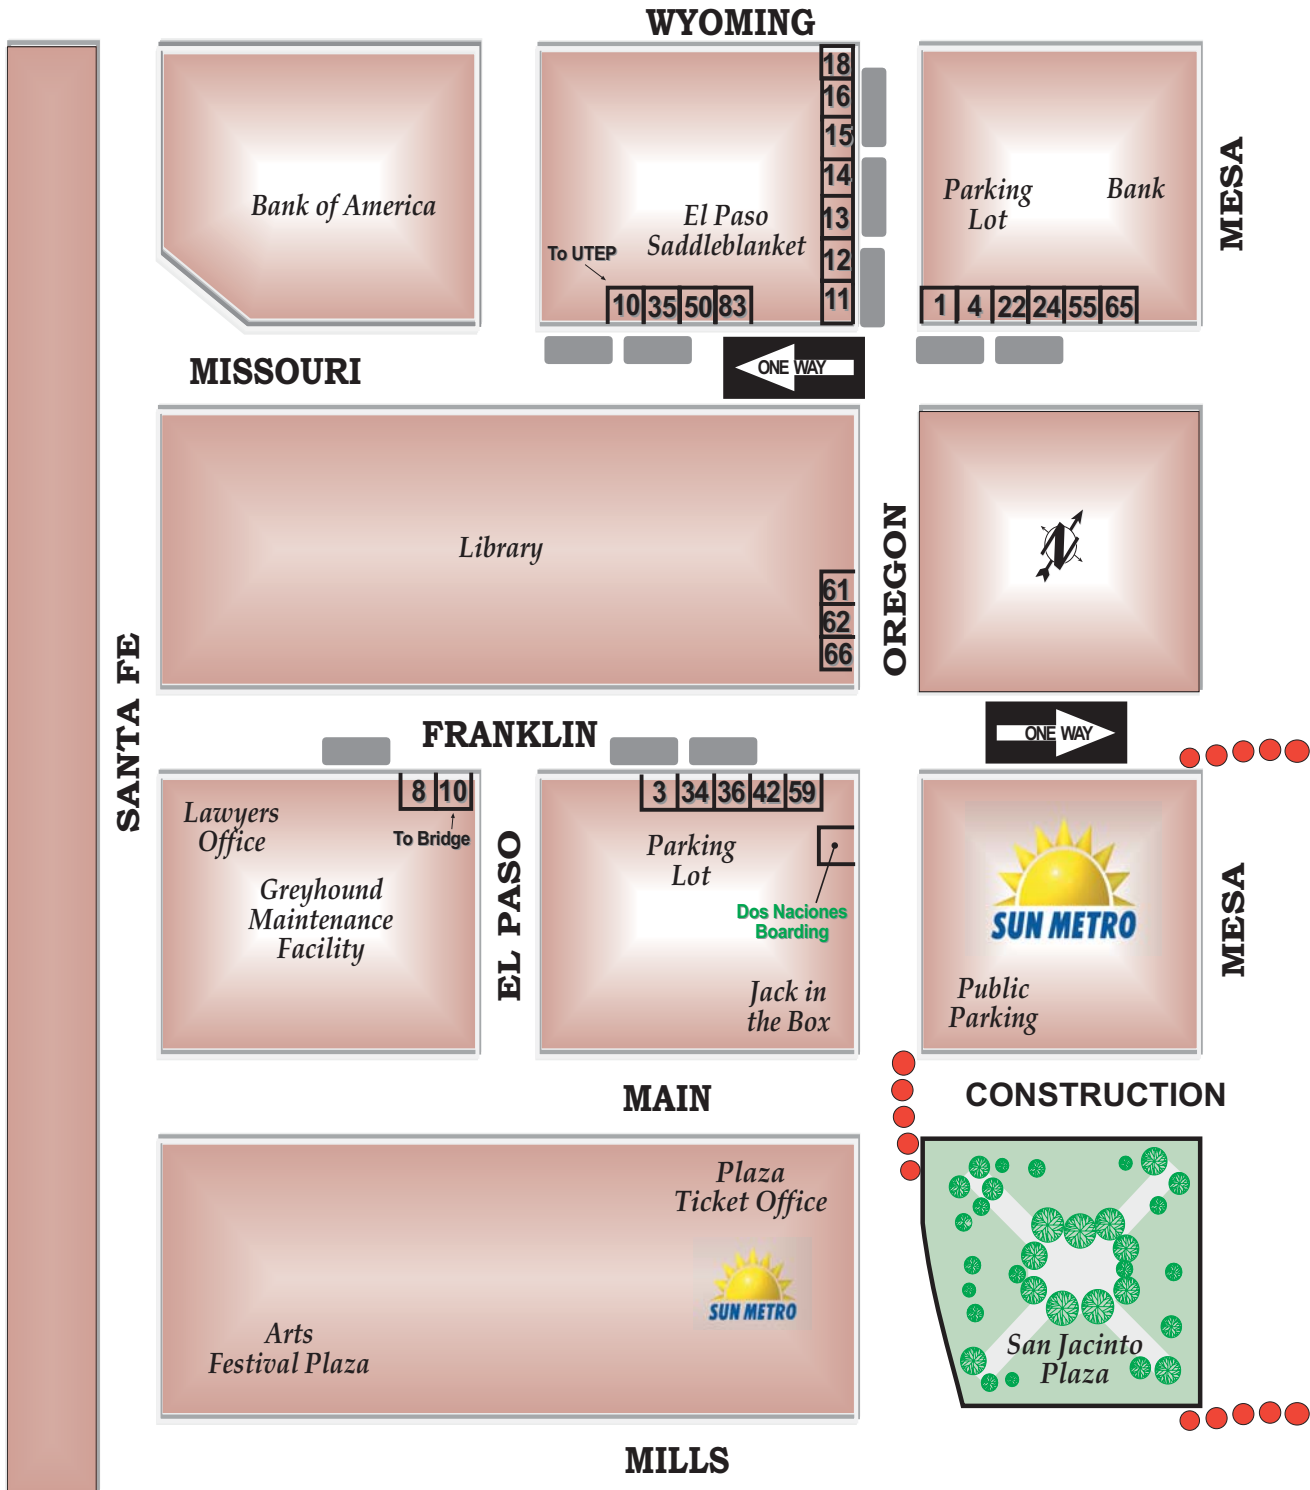 WYOMING
Bank of America
El Paso
Saddleblanket
To UTEP
10 35 50 83
18
16
15
14
13
12
11
Parking
Lot
Bank
1 4 22 24 55 65
MESA
MISSOURI
ONE WAY
Library
61
62
66
OREGON
N
SANTA FE
FRANKLIN
ONE WAY
Lawyers
Office
8 10
To Bridge
Greyhound
Maintenance
Facility
EL PASO
3 34 36 42 59
Parking
Lot
Dos Naciones
Boarding
Jack in
the Box
SUN METRO
Public
Parking
MESA
MAIN
CONSTRUCTION
Plaza
Ticket Office
SUN METRO
Arts
Festival Plaza
San Jacinto
Plaza
MILLS